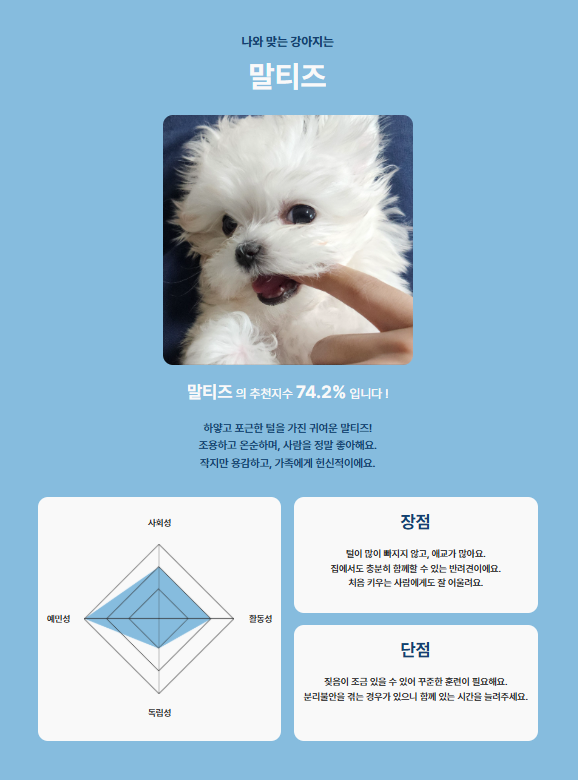 나와 맞는 강아지는
말티즈
말티즈 의 추천지수 74.2% 입니다 !
하얗고 포근한 털을 가진 귀여운 말티즈!
조용하고 온순하며, 사람을 정말 좋아해요.
작지만 용감하고, 가족에게 헌신적이에요.
사회성
예민성
활동성
독립성
장점
털이 많이 빠지지 않고, 애교가 많아요.
집에서도 충분히 함께할 수 있는 반려견이에요.
처음 키우는 사람에게도 잘 어울려요.
단점
짖음이 조금 있을 수 있어 꾸준한 훈련이 필요해요.
분리불안을 겪는 경우가 있으니 함께 있는 시간을 늘려주세요.